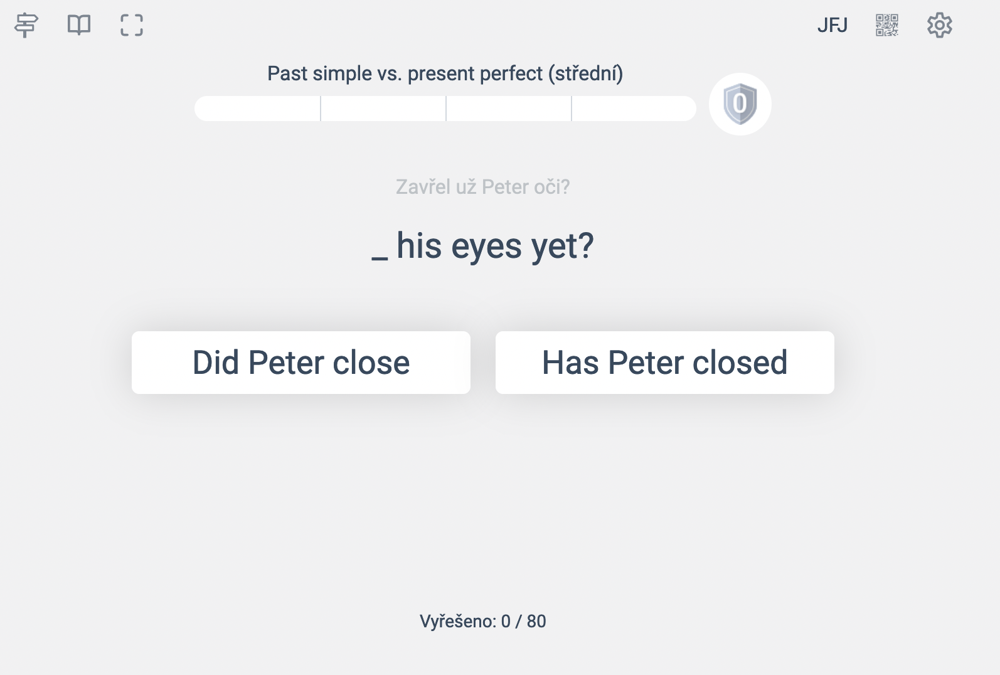 JFJ
Past simple vs. present perfect (střední)
0
Zavřel už Peter oči?
_ his eyes yet?
Did Peter close
Has Peter closed
Vyřešeno: 0 / 80